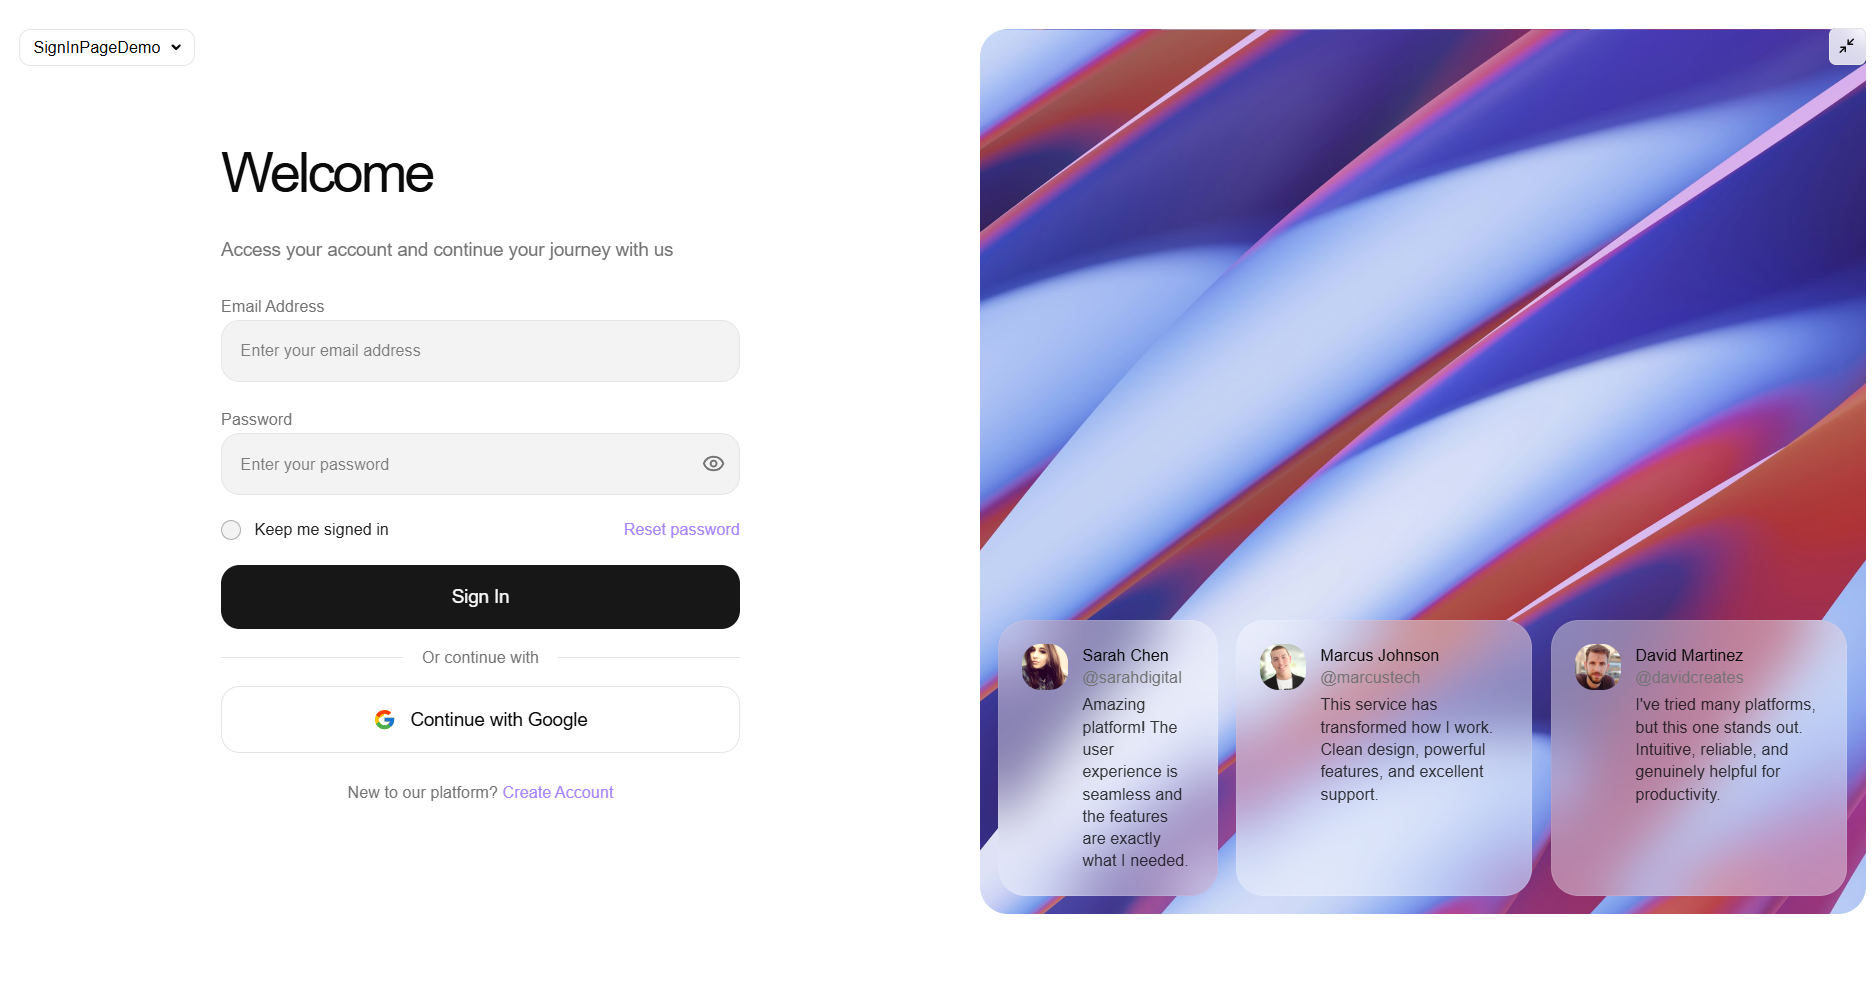 SignInPageDemo
Welcome
Access your account and continue your journey with us
Email Address
Enter your email address
Password
Enter your password
Keep me signed in
Reset password
Sign In
Or continue with
Continue with Google
New to our platform? Create Account
Sarah Chen
@sarahdigital
Amazing
platform! The
user
experience is
seamless and
the features
are exactly
what I needed.
Marcus Johnson
@marcustech
This service has
transformed how I work.
Clean design, powerful
features, and excellent
support.
David Martinez
@davidcreates
I've tried many platforms,
but this one stands out.
Intuitive, reliable, and
genuinely helpful for
productivity.